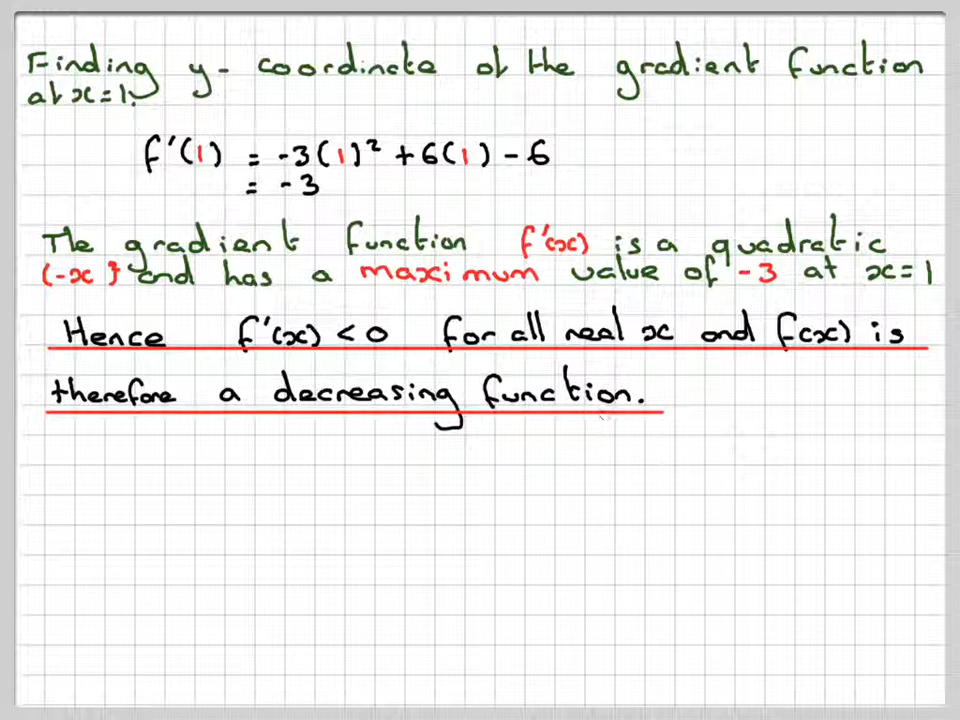 Finding y- coordinate of the gradient function
at x=1.
f'(1) = -3(1)² + 6(1) - 6
= -3
The gradient function f'(x) is a quadratic
(-x } and has a maximum value of -3 at x=1
Hence f'(x) < 0 for all real x and f(x) is
therefore a decreasing function.